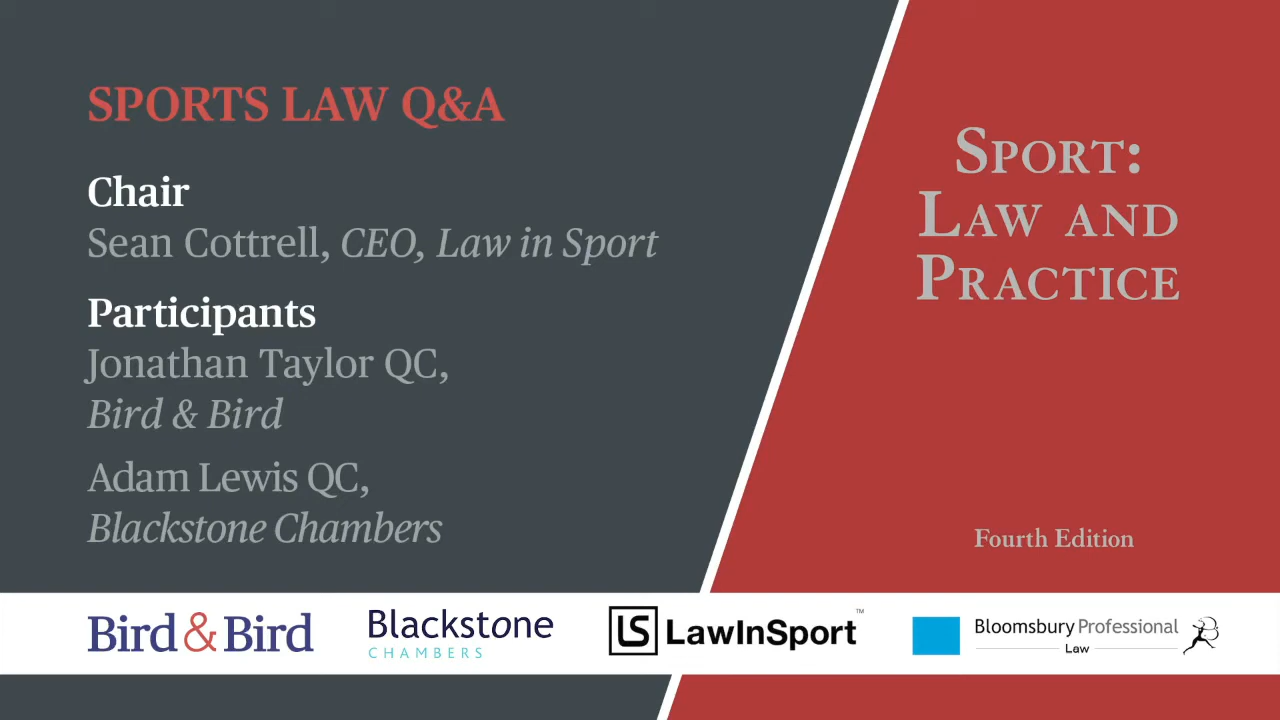 SPORTS LAW Q&A
Chair
Sean Cottrell, CEO, Law in Sport
Participants
Jonathan Taylor QC,
Bird & Bird
Adam Lewis QC,
Blackstone Chambers
Sport:
Law and
Practice
Fourth Edition
Bird & Bird
Blackstone
CHAMBERS
LS LawInSport™
Bloomsbury Professional
Law